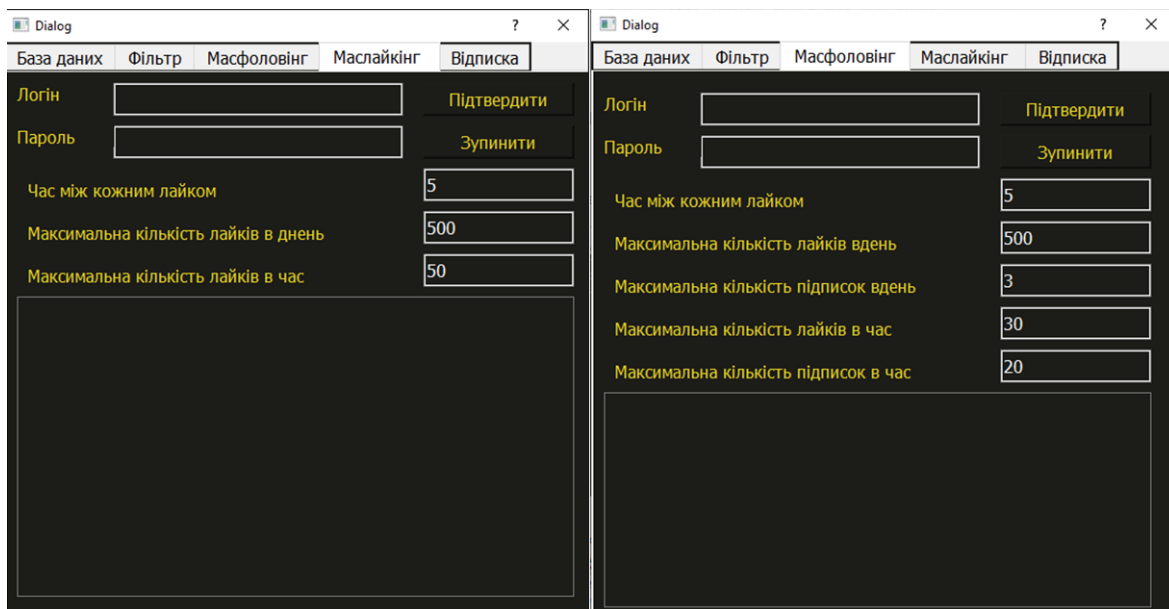 Dialog ? ×
База даних Фільтр Масфоловінг Маслайкінг Відписка
Логін Підтвердити
Пароль Зупинити
Час між кожним лайком 5
Максимальна кількість лайків в днень 500
Максимальна кількість лайків в час 50
Dialog ? ×
База даних Фільтр Масфоловінг Маслайкінг Відписка
Логін Підтвердити
Пароль Зупинити
Час між кожним лайком 5
Максимальна кількість лайків вдень 500
Максимальна кількість підписок вдень 3
Максимальна кількість лайків в час 30
Максимальна кількість підписок в час 20